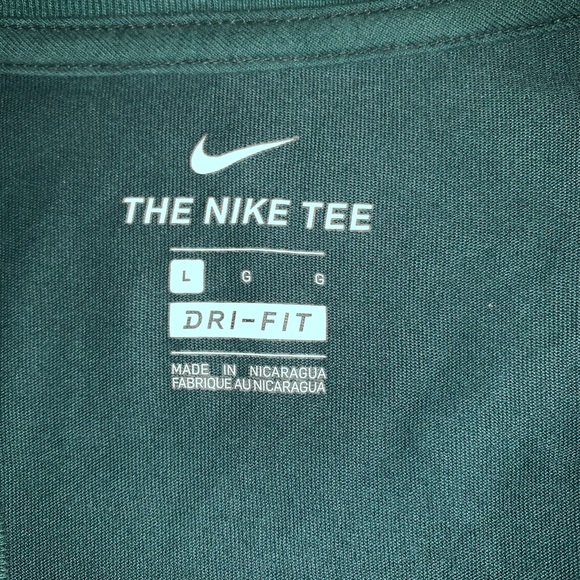 THE NIKE TEE
L G G
DRI-FIT
MADE IN NICARAGUA
FABRIQUE AU NICARAGUA